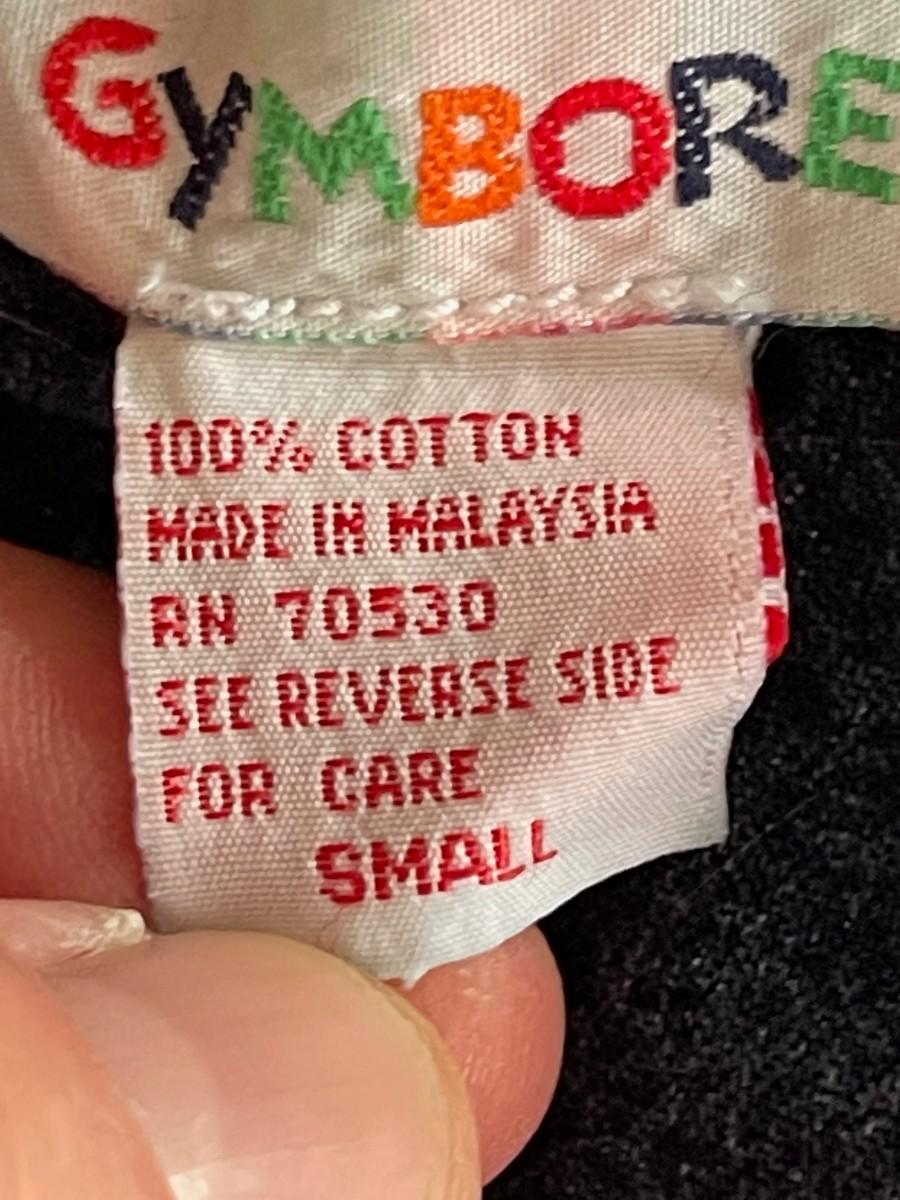 GYMBORE
100% COTTON
MADE IN MALAYSIA
RN 70530
SEE REVERSE SIDE
FOR CARE
SMALL